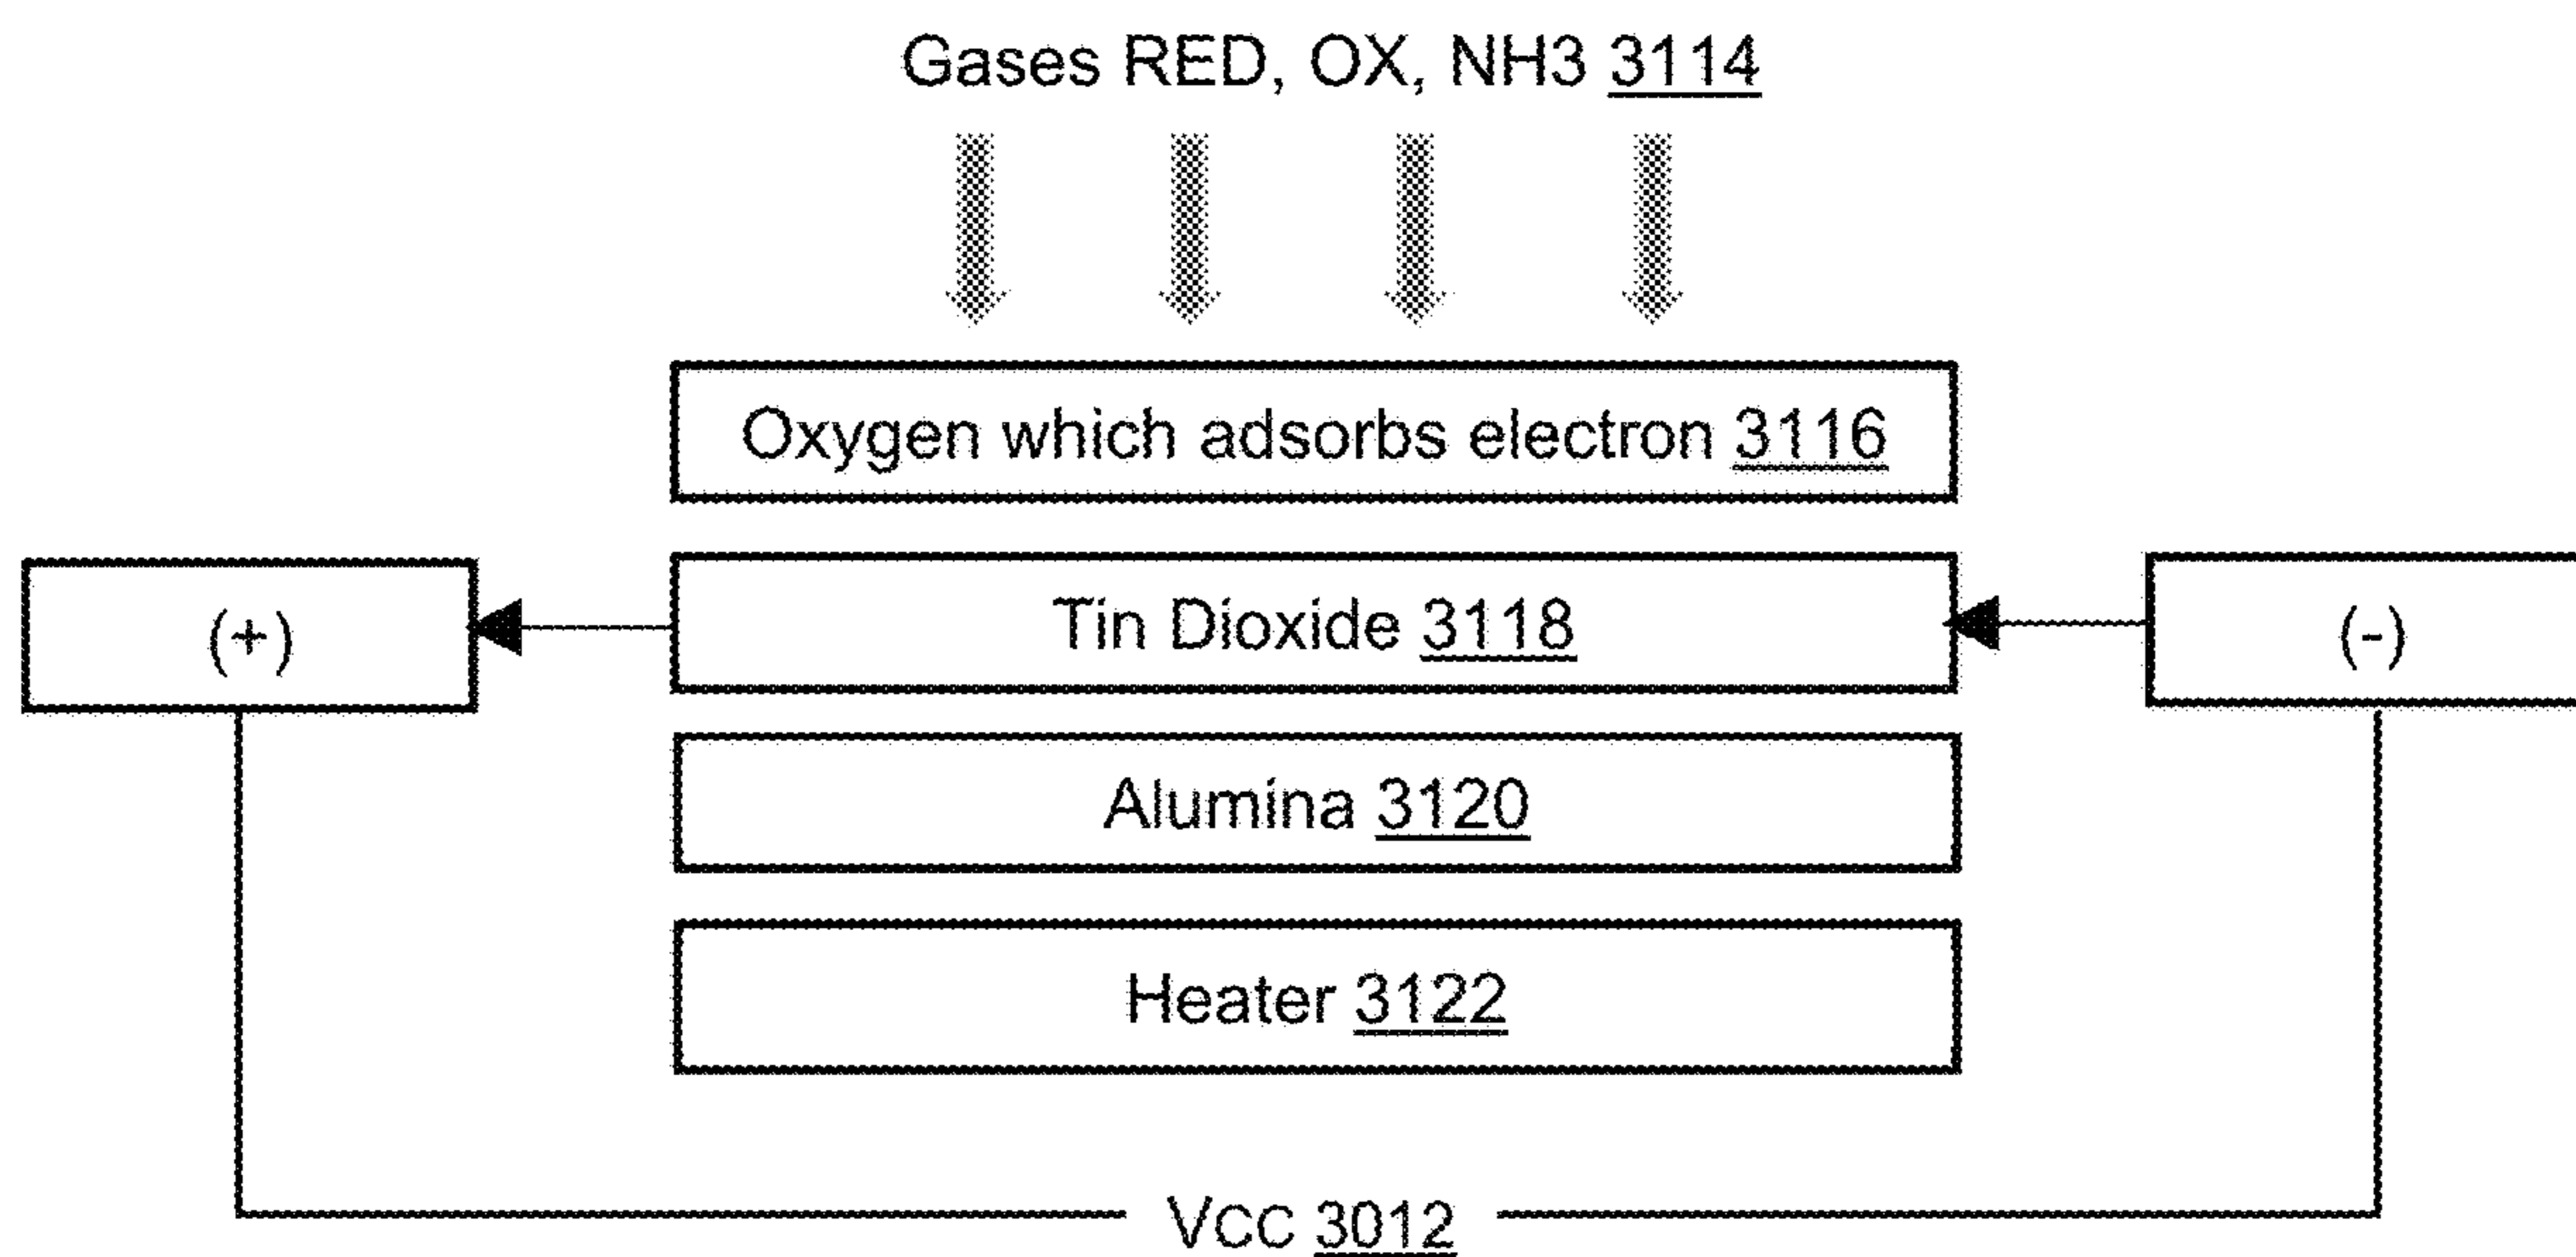 Gases RED, OX, NH3 3114
Oxygen which adsorbs electron 3116
(+)
Tin Dioxide 3118
(-)
Alumina 3120
Heater 3122
VCC 3012